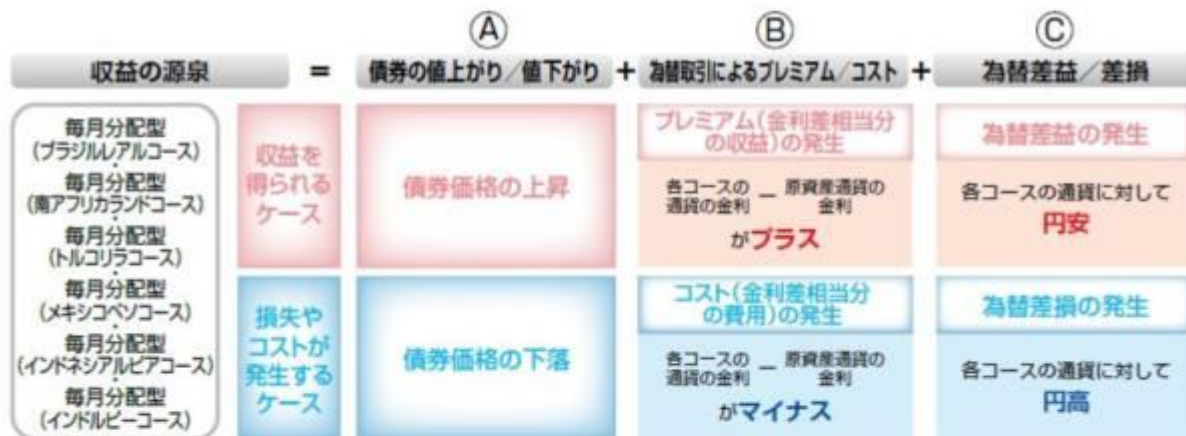 Ⓐ
Ⓑ
Ⓒ
収益の源泉 = 債券の値上がり/値下がり + 為替取引によるプレミアム/コスト + 為替差益/差損
毎月分配型
(ブラジルレアルコース)
・
毎月分配型
(南アフリカランドコース)
・
毎月分配型
(トルコリラコース)
・
毎月分配型
(メキシコペソコース)
・
毎月分配型
(インドネシアルピアコース)
・
毎月分配型
(インドルピーコース)
収益を
得られる
ケース
債券価格の上昇
プレミアム(金利差相当分
の収益)の発生
各コースの
通貨の金利
−
原資産通貨の
金利
がプラス
為替差益の発生
各コースの通貨に対して
円安
損失や
コストが
発生する
ケース
債券価格の下落
コスト(金利差相当分
の費用)の発生
各コースの
通貨の金利
−
原資産通貨の
金利
がマイナス
為替差損の発生
各コースの通貨に対して
円高